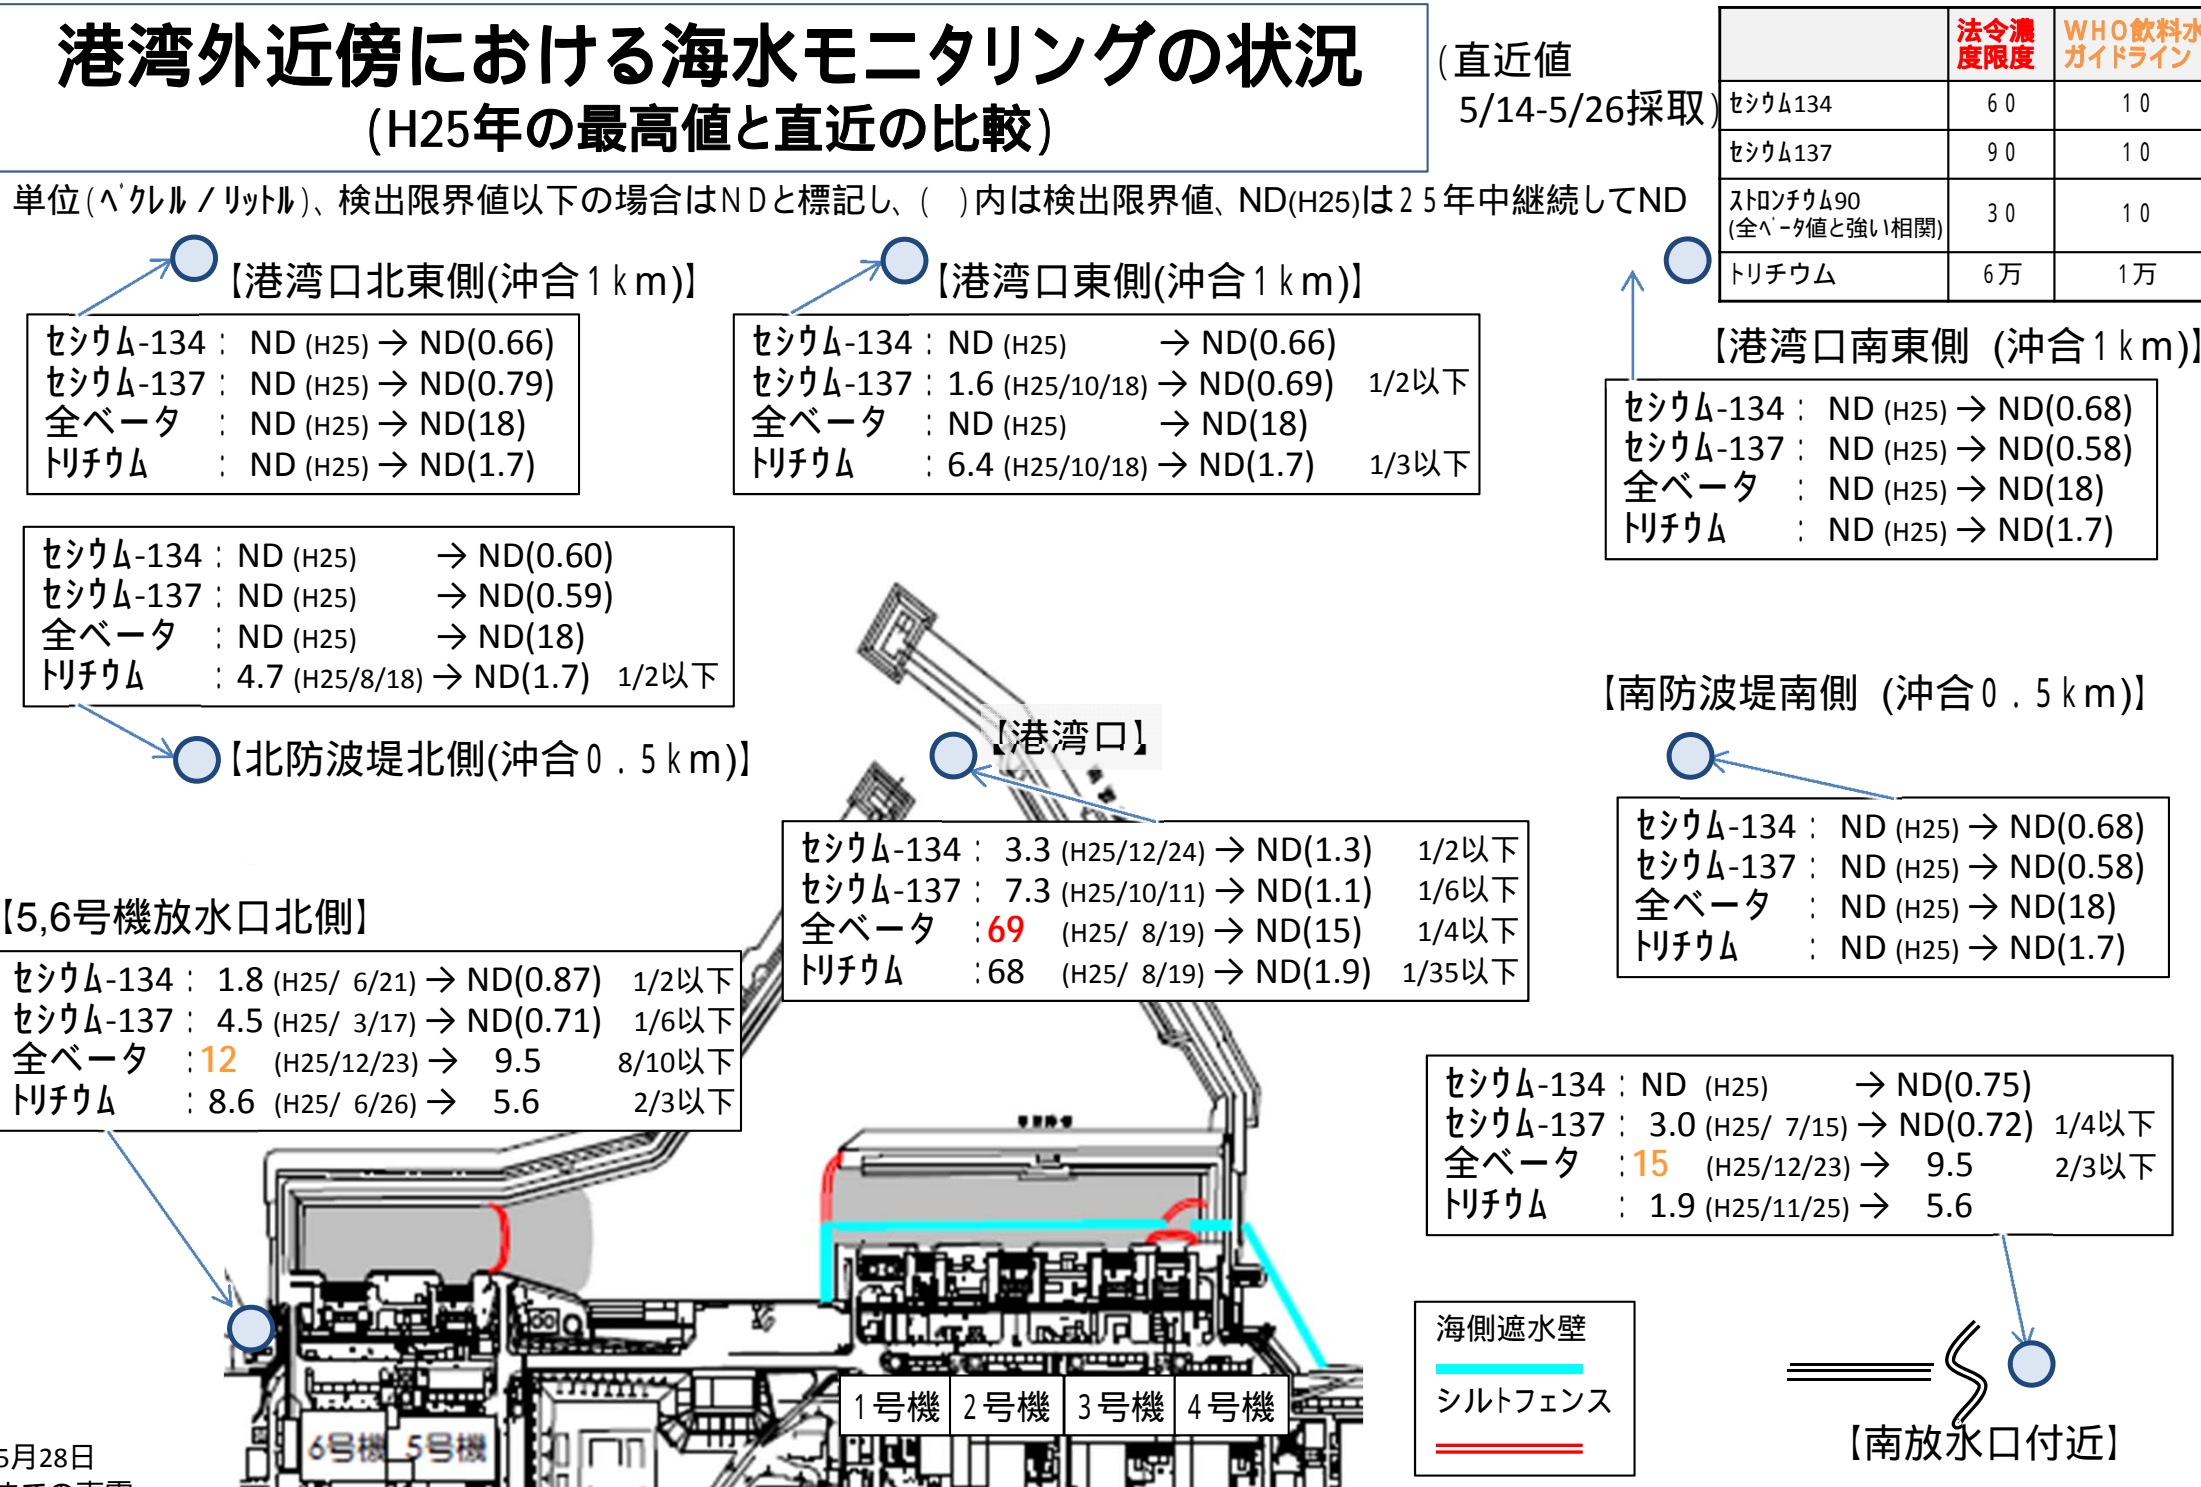 港湾外近傍における海水モニタリングの状況
(H25年の最高値と直近の比較)
(直近値
5/14-5/26採取)
法令濃度限度 WHO飲料水ガイドライン
セシウム134 60 10
セシウム137 90 10
ストロンチウム90
(全ベータ値と強い相関) 30 10
トリチウム 6万 1万
単位(ベクレル/リットル)、検出限界値以下の場合はNDと標記し、( )内は検出限界値、ND(H25)は25年中継続してND
【港湾口北東側(沖合1km)】
セシウム-134: ND (H25) → ND(0.66)
セシウム-137: ND (H25) → ND(0.79)
全ベータ : ND (H25) → ND(18)
トリチウム : ND (H25) → ND(1.7)
【港湾口東側(沖合1km)】
セシウム-134: ND (H25) → ND(0.66)
セシウム-137: 1.6 (H25/10/18) → ND(0.69) 1/2以下
全ベータ : ND (H25) → ND(18)
トリチウム : 6.4 (H25/10/18) → ND(1.7) 1/3以下
【港湾口南東側 (沖合1km)】
セシウム-134: ND (H25) → ND(0.68)
セシウム-137: ND (H25) → ND(0.58)
全ベータ : ND (H25) → ND(18)
トリチウム : ND (H25) → ND(1.7)
セシウム-134: ND (H25) → ND(0.60)
セシウム-137: ND (H25) → ND(0.59)
全ベータ : ND (H25) → ND(18)
トリチウム : 4.7 (H25/8/18) → ND(1.7) 1/2以下
【北防波堤北側(沖合0.5km)】
【港湾口】
セシウム-134: 3.3 (H25/12/24) → ND(1.3) 1/2以下
セシウム-137: 7.3 (H25/10/11) → ND(1.1) 1/6以下
全ベータ :69 (H25/ 8/19) → ND(15) 1/4以下
トリチウム :68 (H25/ 8/19) → ND(1.9) 1/35以下
【南防波堤南側 (沖合0.5km)】
セシウム-134: ND (H25) → ND(0.68)
セシウム-137: ND (H25) → ND(0.58)
全ベータ : ND (H25) → ND(18)
トリチウム : ND (H25) → ND(1.7)
【5,6号機放水口北側】
セシウム-134: 1.8 (H25/ 6/21) → ND(0.87) 1/2以下
セシウム-137: 4.5 (H25/ 3/17) → ND(0.71) 1/6以下
全ベータ :12 (H25/12/23) → 9.5 8/10以下
トリチウム : 8.6 (H25/ 6/26) → 5.6 2/3以下
セシウム-134: ND (H25) → ND(0.75)
セシウム-137: 3.0 (H25/ 7/15) → ND(0.72) 1/4以下
全ベータ :15 (H25/12/23) → 9.5 2/3以下
トリチウム : 1.9 (H25/11/25) → 5.6
海側遮水壁
シルトフェンス
【南放水口付近】
1号機 2号機 3号機 4号機
6号機 5号機
5月28日